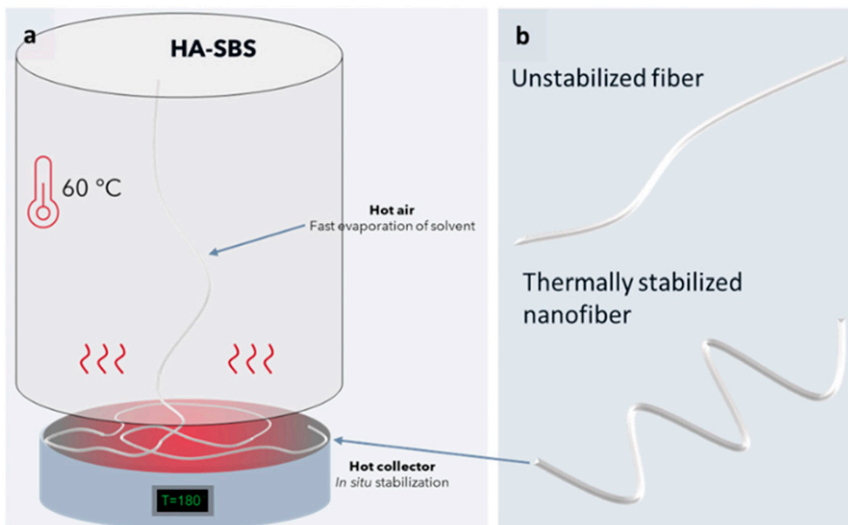 a
HA-SBS
60 °C
Hot air
Fast evaporation of solvent
Hot collector
In situ stabilization
T=180
b
Unstabilized fiber
Thermally stabilized
nanofiber